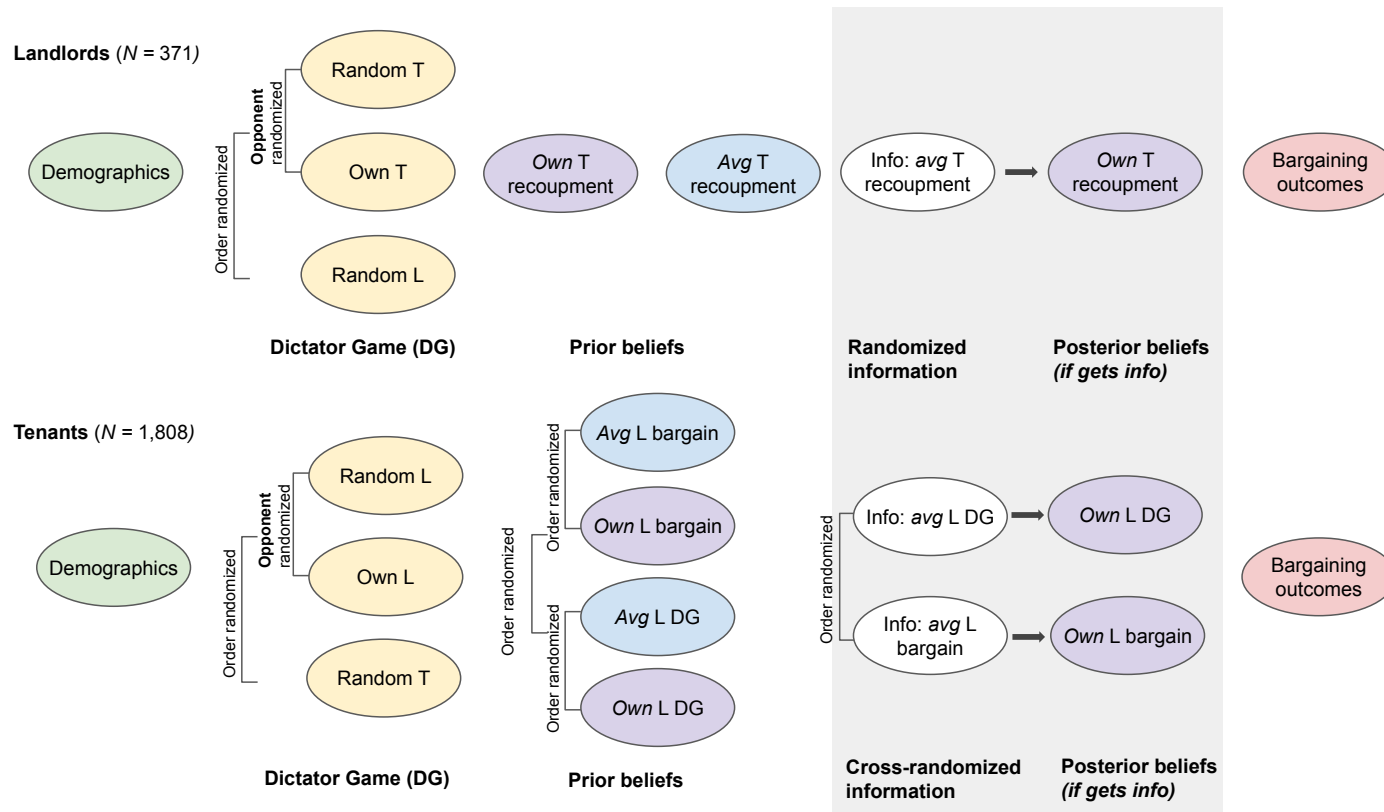 Landlords (N = 371)
Demographics
Order randomized
Opponent
randomized
Random T
Own T
Random L
Own T
recoupment
Avg T
recoupment
Info: avg T
recoupment
Own T
recoupment
Bargaining
outcomes
Dictator Game (DG)
Prior beliefs
Randomized
information
Posterior beliefs
(if gets info)
Tenants (N = 1,808)
Demographics
Order randomized
Opponent
randomized
Random L
Own L
Random T
Order randomized
Order randomized
Avg L bargain
Own L bargain
Order randomized
Avg L DG
Own L DG
Order randomized
Info: avg L DG
Own L DG
Info: avg L
bargain
Own L bargain
Bargaining
outcomes
Dictator Game (DG)
Prior beliefs
Cross-randomized
information
Posterior beliefs
(if gets info)